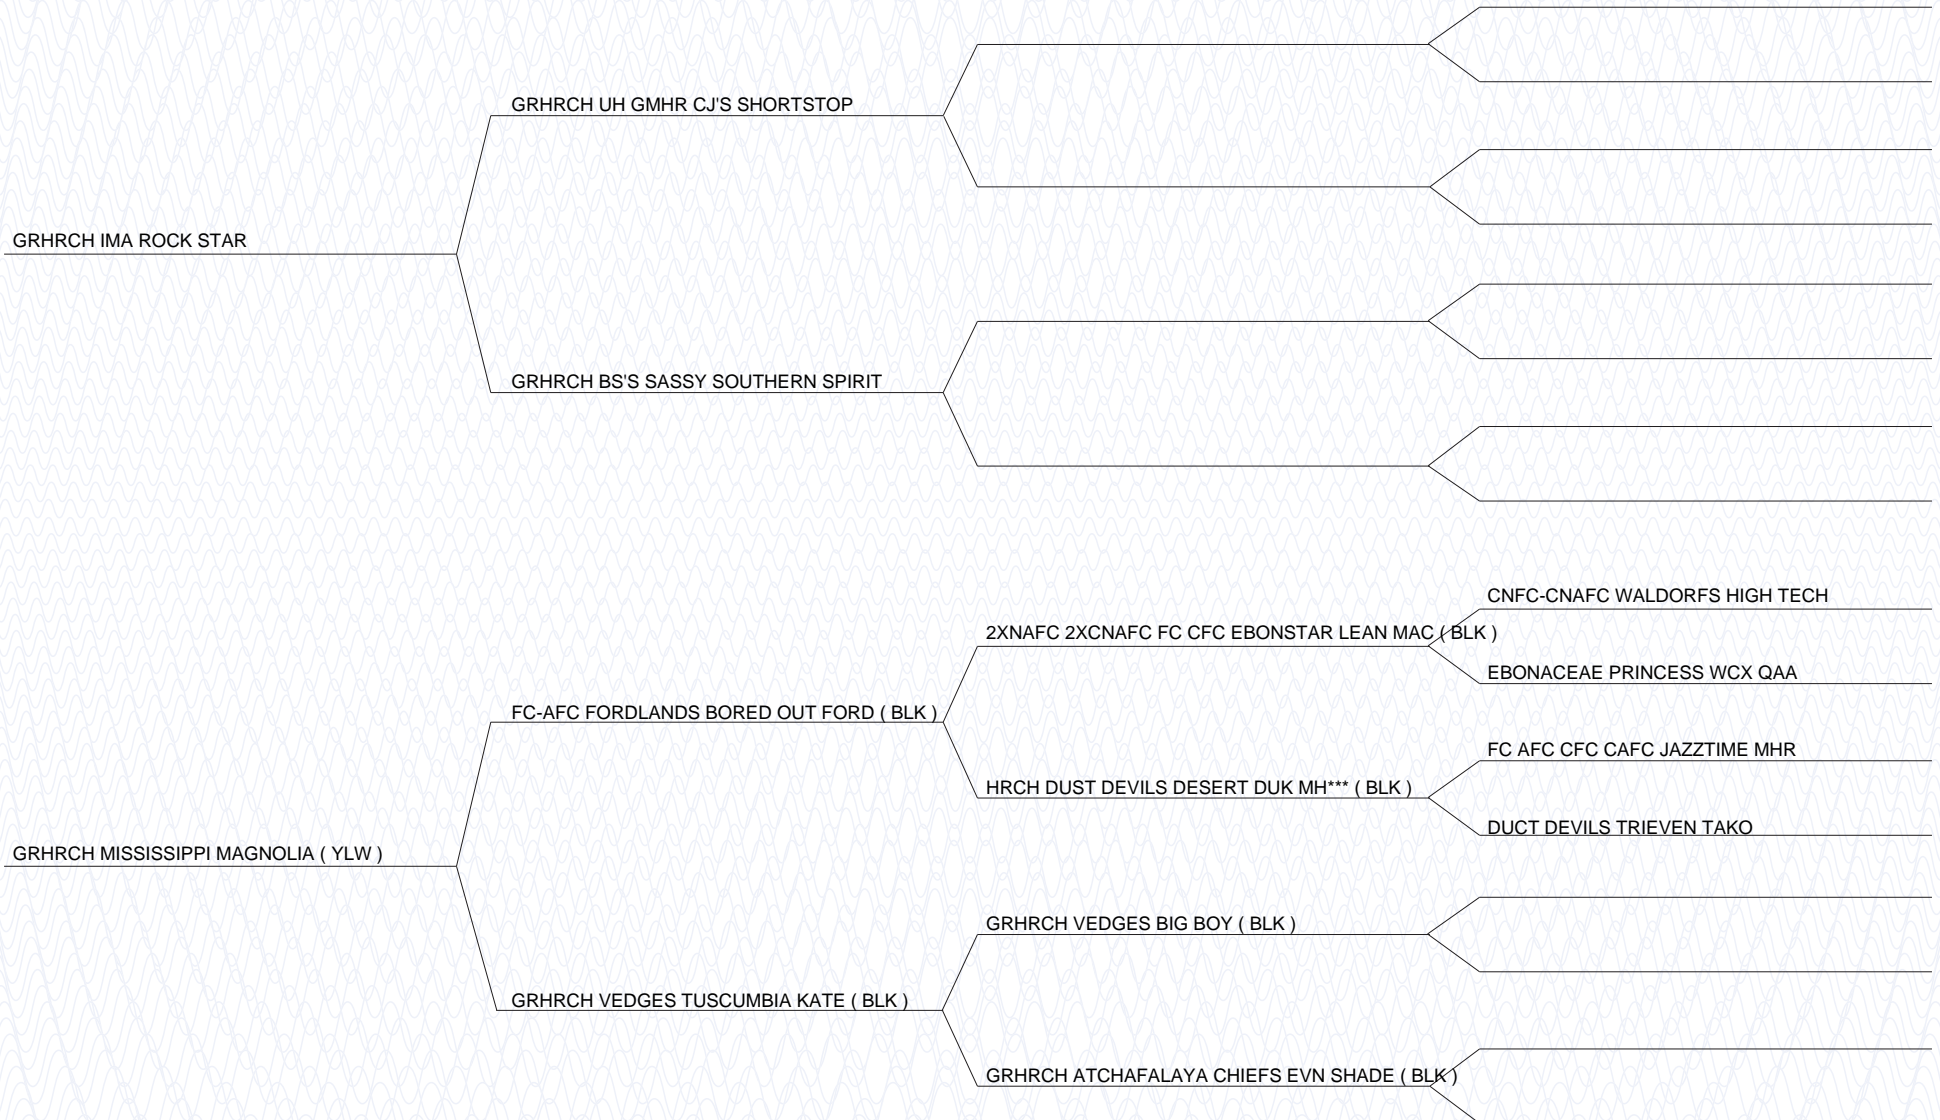 GRHRCH UH GMHR CJ'S SHORTSTOP
GRHRCH IMA ROCK STAR
GRHRCH BS'S SASSY SOUTHERN SPIRIT
CNFC-CNAFC WALDORFS HIGH TECH
2XNAFC 2XCNAFC FC CFC EBONSTAR LEAN MAC ( BLK )
EBONACEAE PRINCESS WCX QAA
FC-AFC FORDLANDS BORED OUT FORD ( BLK )
FC AFC CFC CAFC JAZZTIME MHR
HRCH DUST DEVILS DESERT DUK MH*** ( BLK )
DUCT DEVILS TRIEVEN TAKO
GRHRCH MISSISSIPPI MAGNOLIA ( YLW )
GRHRCH VEDGES BIG BOY ( BLK )
GRHRCH VEDGES TUSCUMBIA KATE ( BLK )
GRHRCH ATCHAFALAYA CHIEFS EVN SHADE ( BLK )